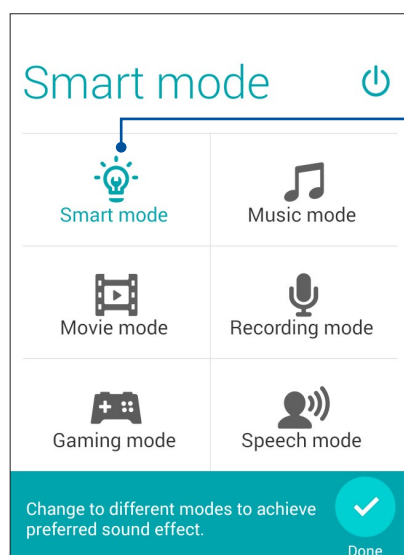 Smart mode
Smart mode
Music mode
Movie mode
Recording mode
Gaming mode
Speech mode
Change to different modes to achieve
preferred sound effect.
Done